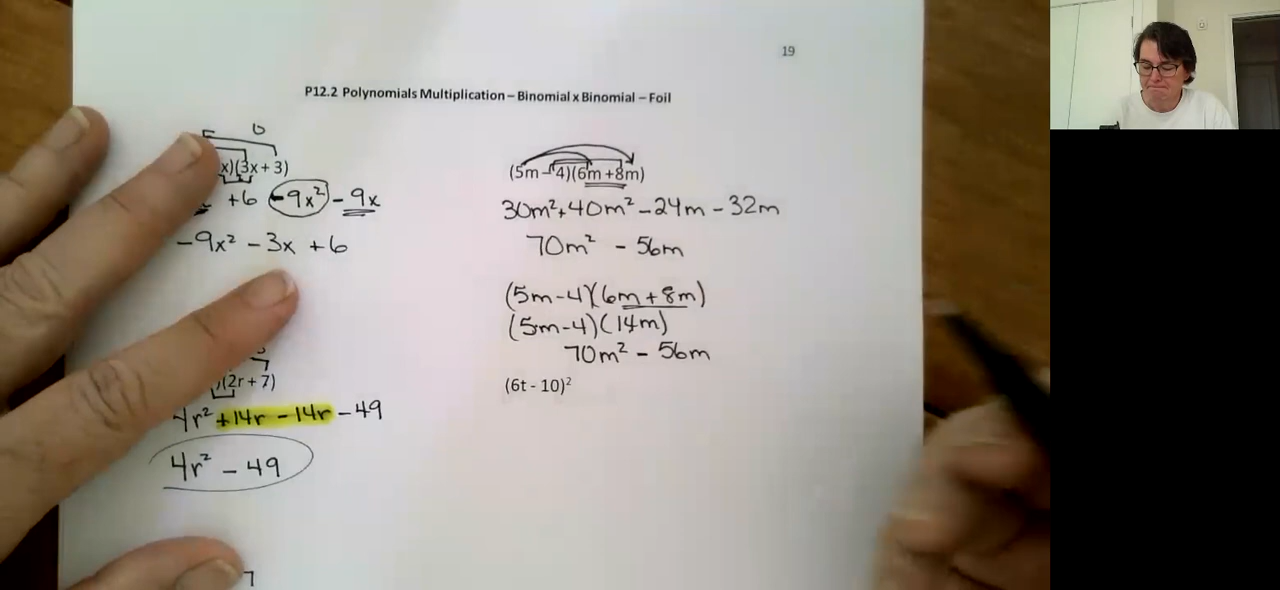 19
P12.2 Polynomials Multiplication – Binomial x Binomial – Foil
x)(3x + 3)
+6 -9x² - 9x
-9x² - 3x + 6
)(2r + 7)
4r² +14r - 14r - 49
4r² - 49
(5m - 4)(6m + 8m)
30m² + 40m² - 24m - 32m
70m² - 56m
(5m - 4)(6m + 8m)
(5m - 4)(14m)
70m² - 56m
(6t - 10)²